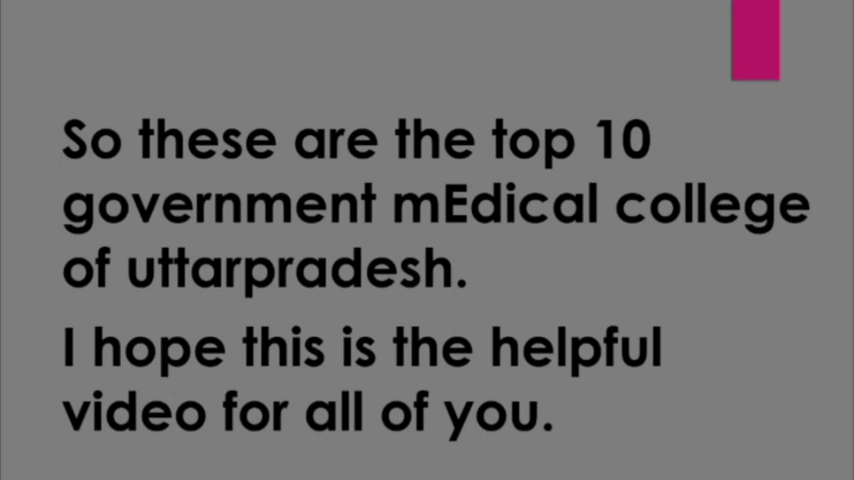 So these are the top 10
government mEdical college
of uttarpradesh.
I hope this is the helpful
video for all of you.